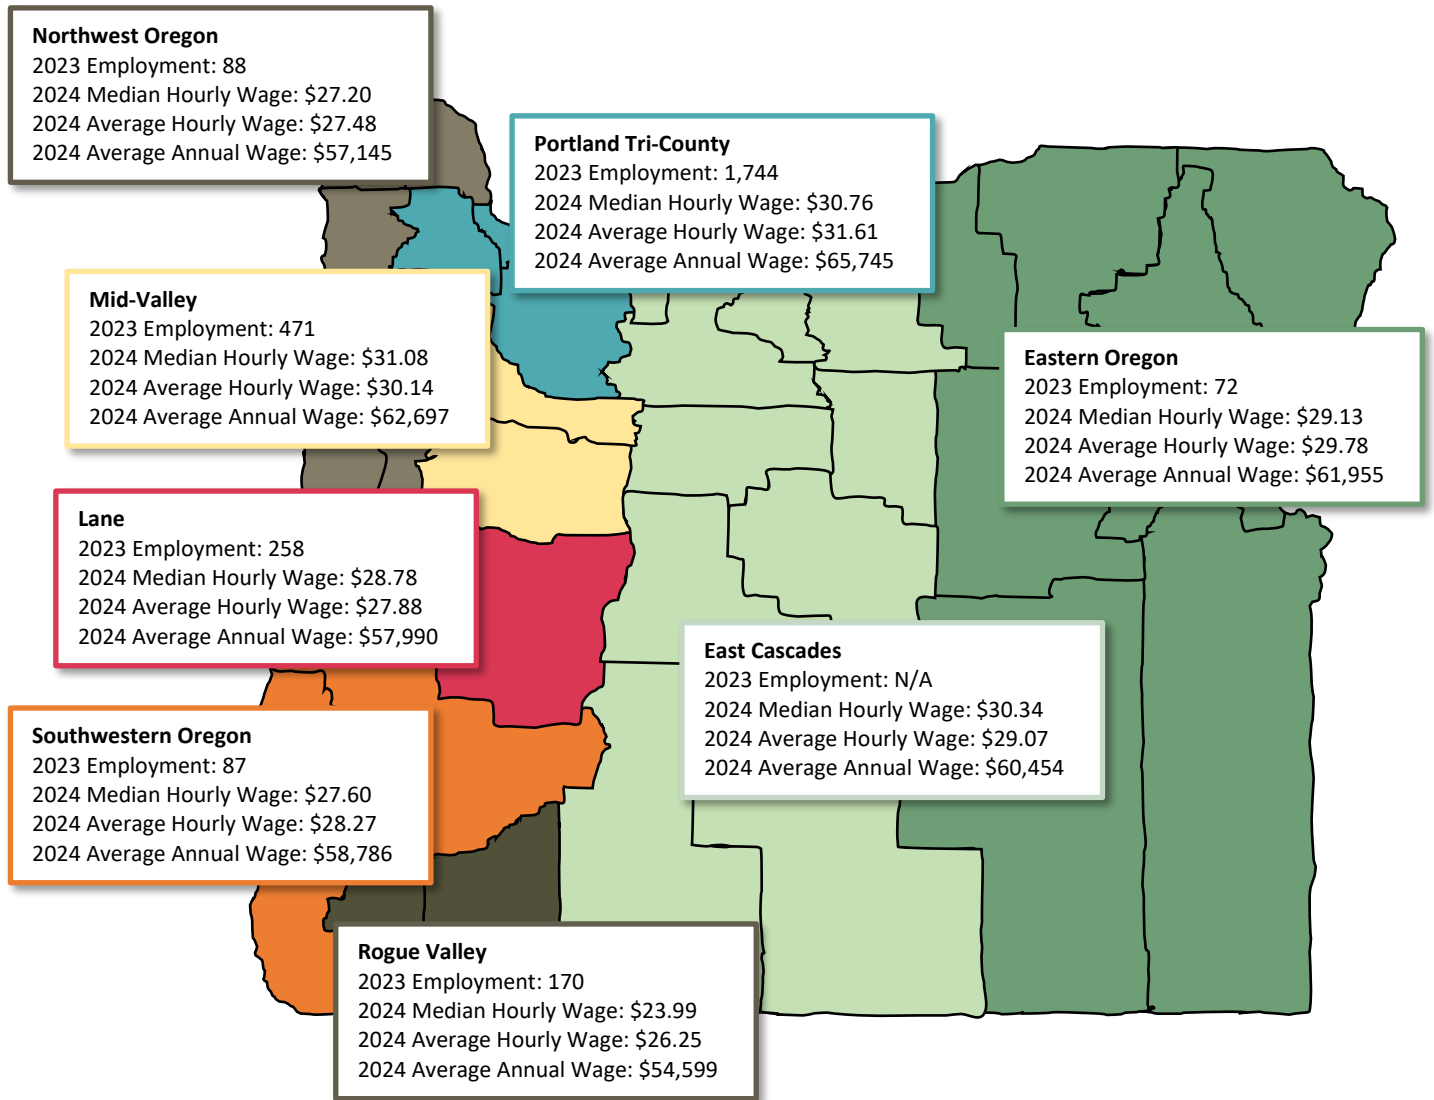 Northwest Oregon
2023 Employment: 88
2024 Median Hourly Wage: $27.20
2024 Average Hourly Wage: $27.48
2024 Average Annual Wage: $57,145
Portland Tri-County
2023 Employment: 1,744
2024 Median Hourly Wage: $30.76
2024 Average Hourly Wage: $31.61
2024 Average Annual Wage: $65,745
Mid-Valley
2023 Employment: 471
2024 Median Hourly Wage: $31.08
2024 Average Hourly Wage: $30.14
2024 Average Annual Wage: $62,697
Eastern Oregon
2023 Employment: 72
2024 Median Hourly Wage: $29.13
2024 Average Hourly Wage: $29.78
2024 Average Annual Wage: $61,955
Lane
2023 Employment: 258
2024 Median Hourly Wage: $28.78
2024 Average Hourly Wage: $27.88
2024 Average Annual Wage: $57,990
East Cascades
2023 Employment: N/A
2024 Median Hourly Wage: $30.34
2024 Average Hourly Wage: $29.07
2024 Average Annual Wage: $60,454
Southwestern Oregon
2023 Employment: 87
2024 Median Hourly Wage: $27.60
2024 Average Hourly Wage: $28.27
2024 Average Annual Wage: $58,786
Rogue Valley
2023 Employment: 170
2024 Median Hourly Wage: $23.99
2024 Average Hourly Wage: $26.25
2024 Average Annual Wage: $54,599